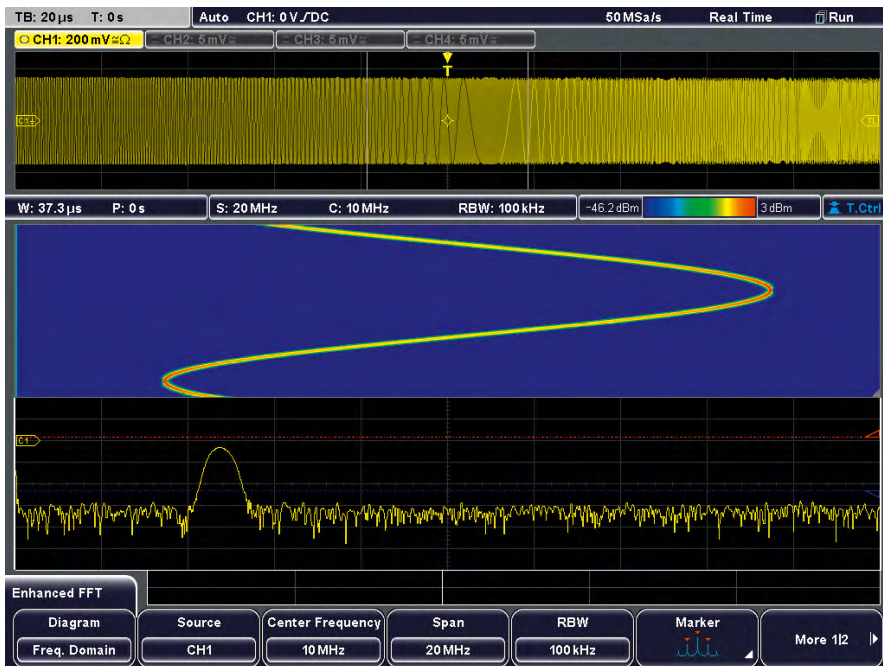 TB: 20 µs T: 0 s Auto CH1: 0 V DC 50 MSa/s Real Time Run
CH1: 200 mV≅Ω CH2: 5 mV≅ CH3: 5 mV≅ CH4: 5 mV≅
T
C1 TL
W: 37.3 µs P: 0 s S: 20 MHz C: 10 MHz RBW: 100 kHz -46.2 dBm 3 dBm T.Ctrl
C1
Enhanced FFT
Diagram Source Center Frequency Span RBW Marker More 1|2
Freq. Domain CH1 10 MHz 20 MHz 100 kHz